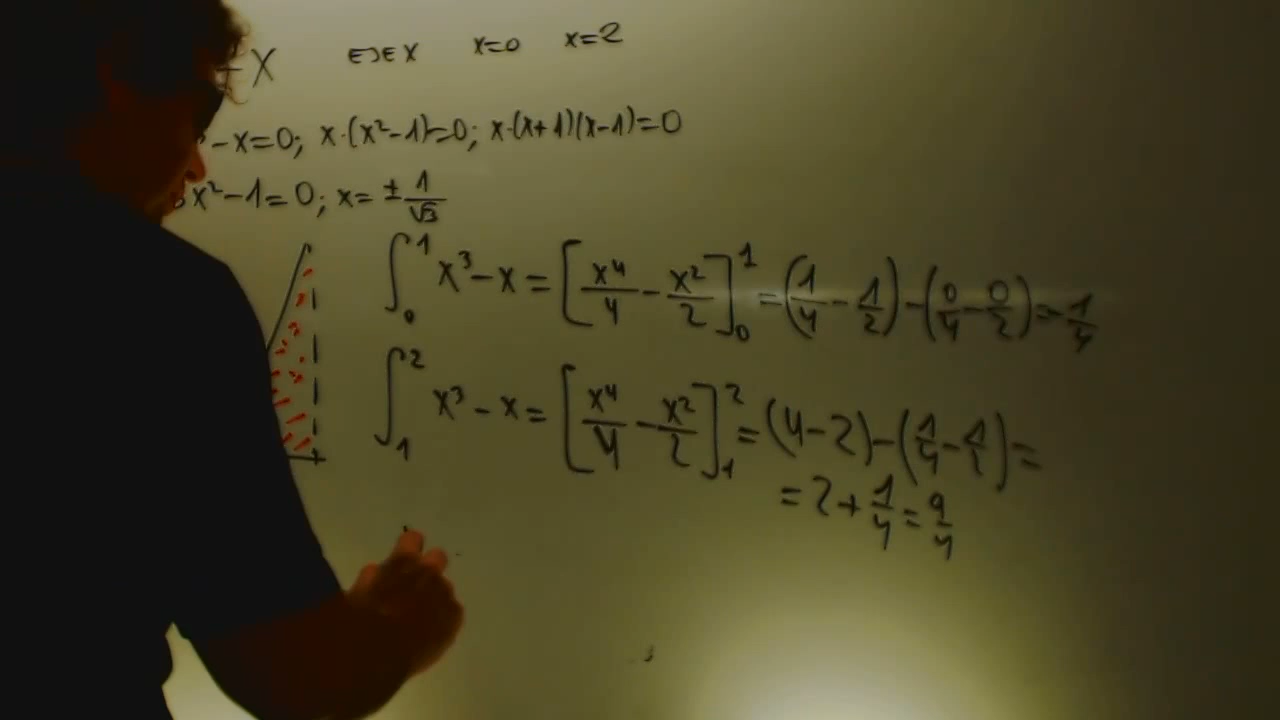 -X EJE X X=0 X=2
-x=0; x·(x²-1)=0; x·(x+1)(x-1)=0
3x²-1=0; x=±1/√3
∫₀¹ x³-x = [x⁴/4 - x²/2]₀¹ = (1/4 - 1/2) - (0/4 - 0/2) = -1/4
∫₁² x³-x = [x⁴/4 - x²/2]₁² = (4-2) - (1/4 - 1/2) =
= 2 + 1/4 = 9/4